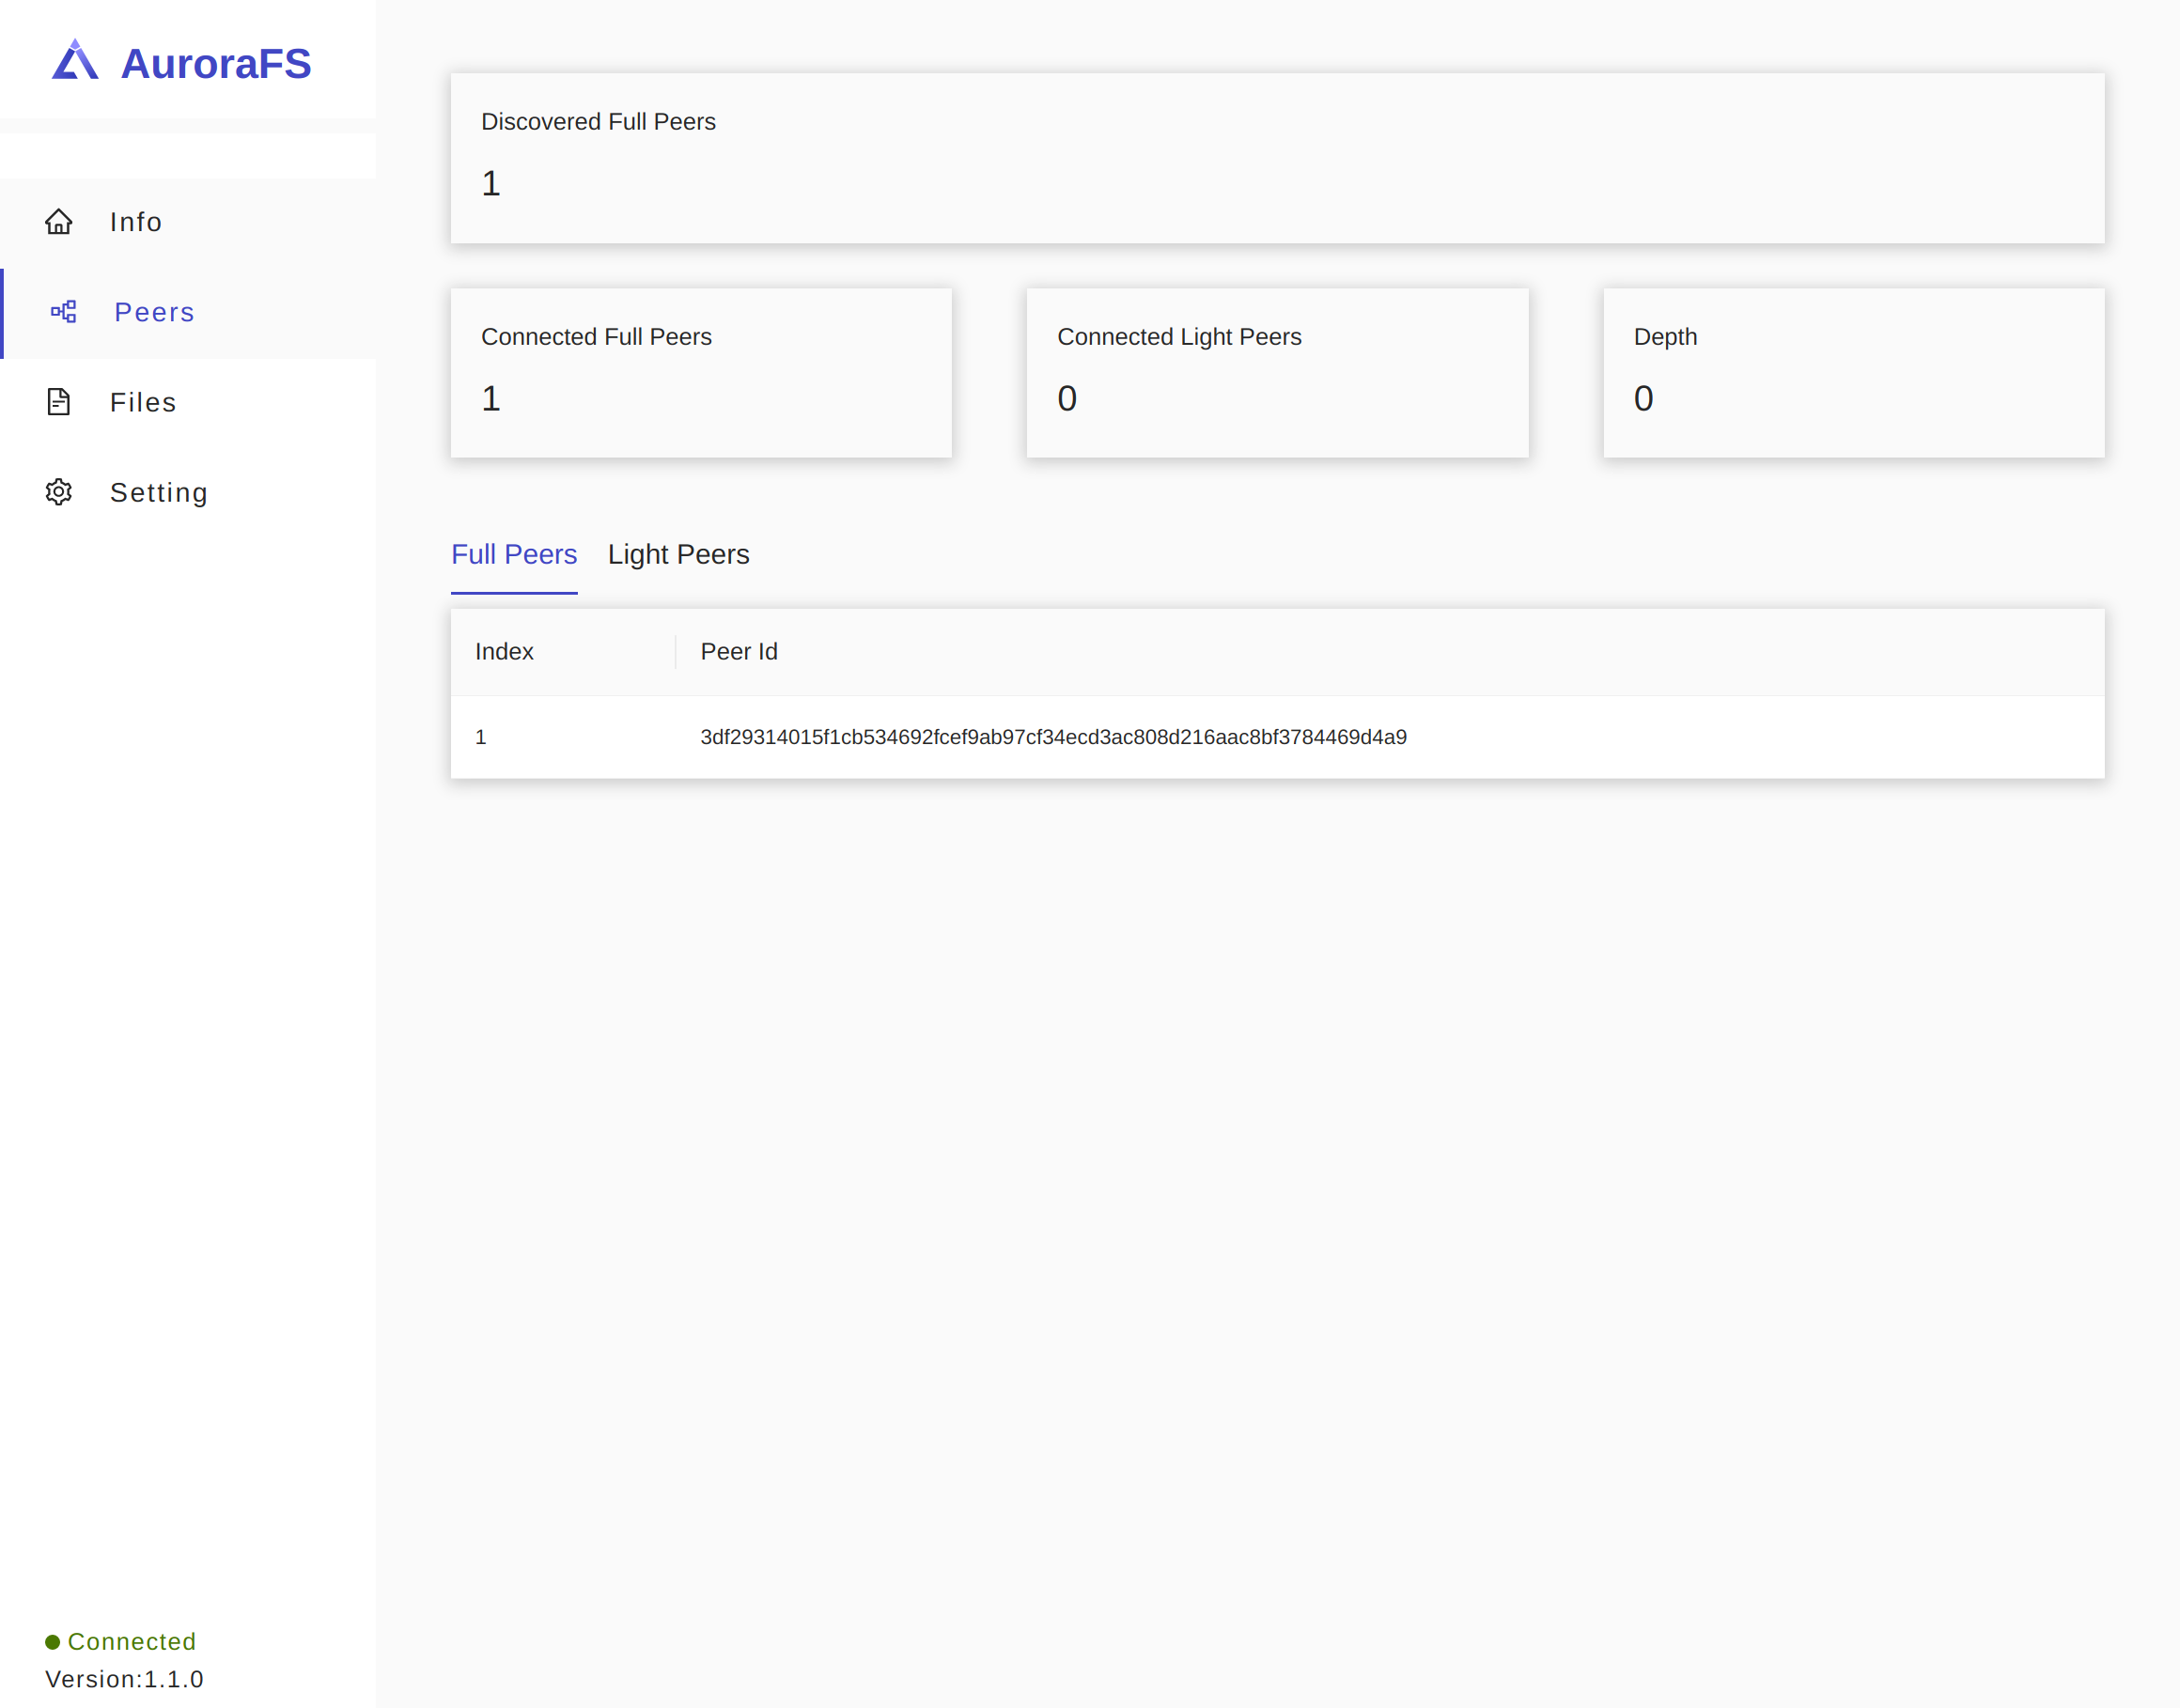 AuroraFS
Info
Peers
Files
Setting
Connected
Version:1.1.0
Discovered Full Peers
1
Connected Full Peers
1
Connected Light Peers
0
Depth
0
Full Peers Light Peers
Index Peer Id
1 3df29314015f1cb534692fcef9ab97cf34ecd3ac808d216aac8bf3784469d4a9